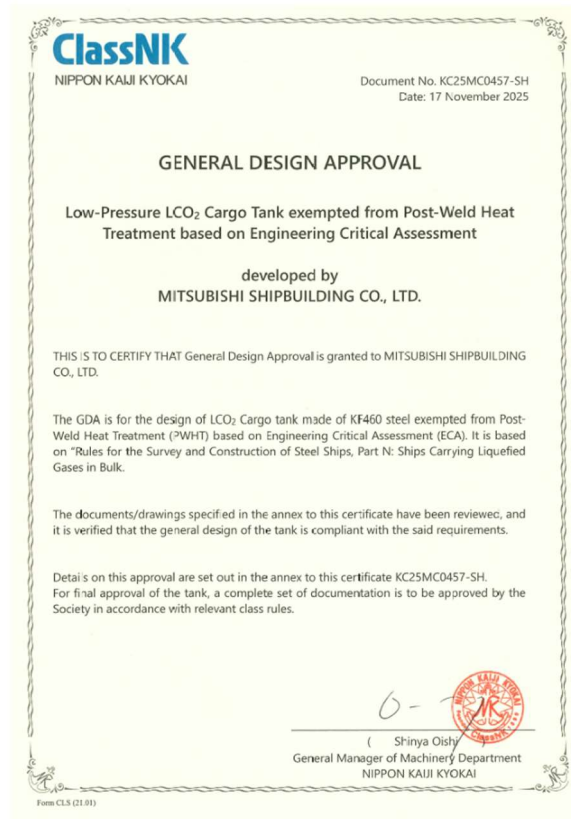 ClassNK
NIPPON KAIJI KYOKAI
Document No. KC25MC0457-SH
Date: 17 November 2025
GENERAL DESIGN APPROVAL
Low-Pressure LCO₂ Cargo Tank exempted from Post-Weld Heat
Treatment based on Engineering Critical Assessment
developed by
MITSUBISHI SHIPBUILDING CO., LTD.
THIS IS TO CERTIFY THAT General Design Approval is granted to MITSUBISHI SHIPBUILDING
CO., LTD.
The GDA is for the design of LCO₂ Cargo tank made of KF460 steel exempted from Post-
Weld Heat Treatment (PWHT) based on Engineering Critical Assessment (ECA). It is based
on "Rules for the Survey and Construction of Steel Ships, Part N: Ships Carrying Liquefied
Gases in Bulk.
The documents/drawings specified in the annex to this certificate have been reviewed, and
it is verified that the general design of the tank is compliant with the said requirements.
Details on this approval are set out in the annex to this certificate KC25MC0457-SH.
For final approval of the tank, a complete set of documentation is to be approved by the
Society in accordance with relevant class rules.
NIPPON KAIJI KYOKAI
NK
ClassNK
( Shinya Oishi )
General Manager of Machinery Department
NIPPON KAIJI KYOKAI
Form CLS (21.01)